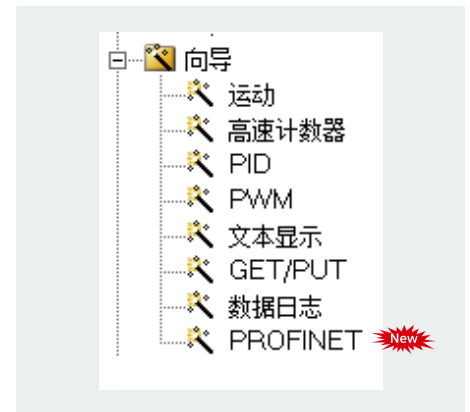 向导
运动
高速计数器
PID
PWM
文本显示
GET/PUT
数据日志
PROFINET New